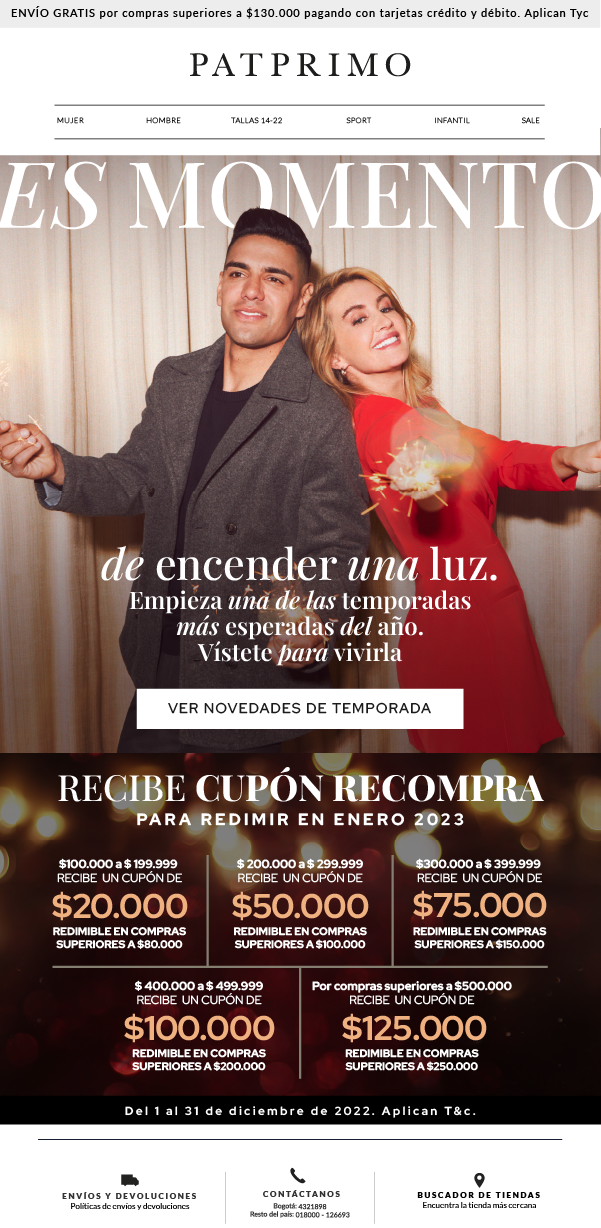 ENVÍO GRATIS por compras superiores a $130.000 pagando con tarjetas crédito y débito. Aplican Tyc
PATPRIMO
MUJER HOMBRE TALLAS 14-22 SPORT INFANTIL SALE
ES MOMENTO
de encender una luz.
Empieza una de las temporadas
más esperadas del año.
Vístete para vivirla
VER NOVEDADES DE TEMPORADA
RECIBE CUPÓN RECOMPRA
PARA REDIMIR EN ENERO 2023
$100.000 a $ 199.999
RECIBE UN CUPÓN DE
$20.000
REDIMIBLE EN COMPRAS
SUPERIORES A $80.000
$ 200.000 a $ 299.999
RECIBE UN CUPÓN DE
$50.000
REDIMIBLE EN COMPRAS
SUPERIORES A $100.000
$300.000 a $ 399.999
RECIBE UN CUPÓN DE
$75.000
REDIMIBLE EN COMPRAS
SUPERIORES A $150.000
$ 400.000 a $ 499.999
RECIBE UN CUPÓN DE
$100.000
REDIMIBLE EN COMPRAS
SUPERIORES A $200.000
Por compras superiores a $500.000
RECIBE UN CUPÓN DE
$125.000
REDIMIBLE EN COMPRAS
SUPERIORES A $250.000
Del 1 al 31 de diciembre de 2022. Aplican T&c.
ENVÍOS Y DEVOLUCIONES
Políticas de envíos y devoluciones
CONTÁCTANOS
Bogotá: 4321898
Resto del país: 018000 - 126693
BUSCADOR DE TIENDAS
Encuentra la tienda más cercana